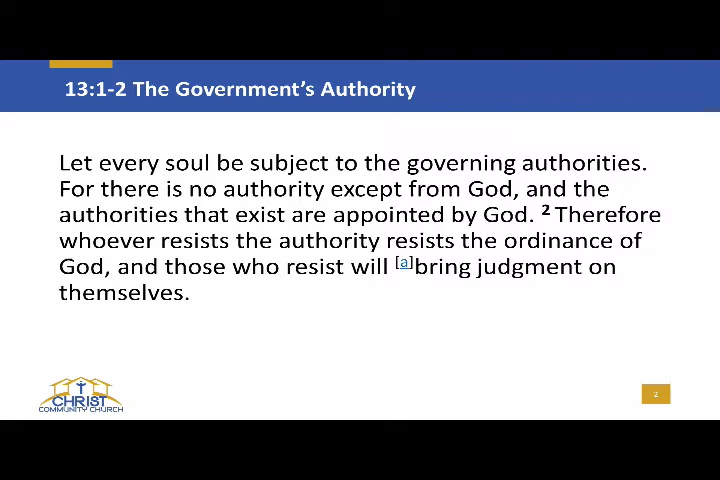 13:1-2 The Government's Authority
Let every soul be subject to the governing authorities.
For there is no authority except from God, and the
authorities that exist are appointed by God. ² Therefore
whoever resists the authority resists the ordinance of
God, and those who resist will [a]bring judgment on
themselves.
CHRIST
COMMUNITY CHURCH
2